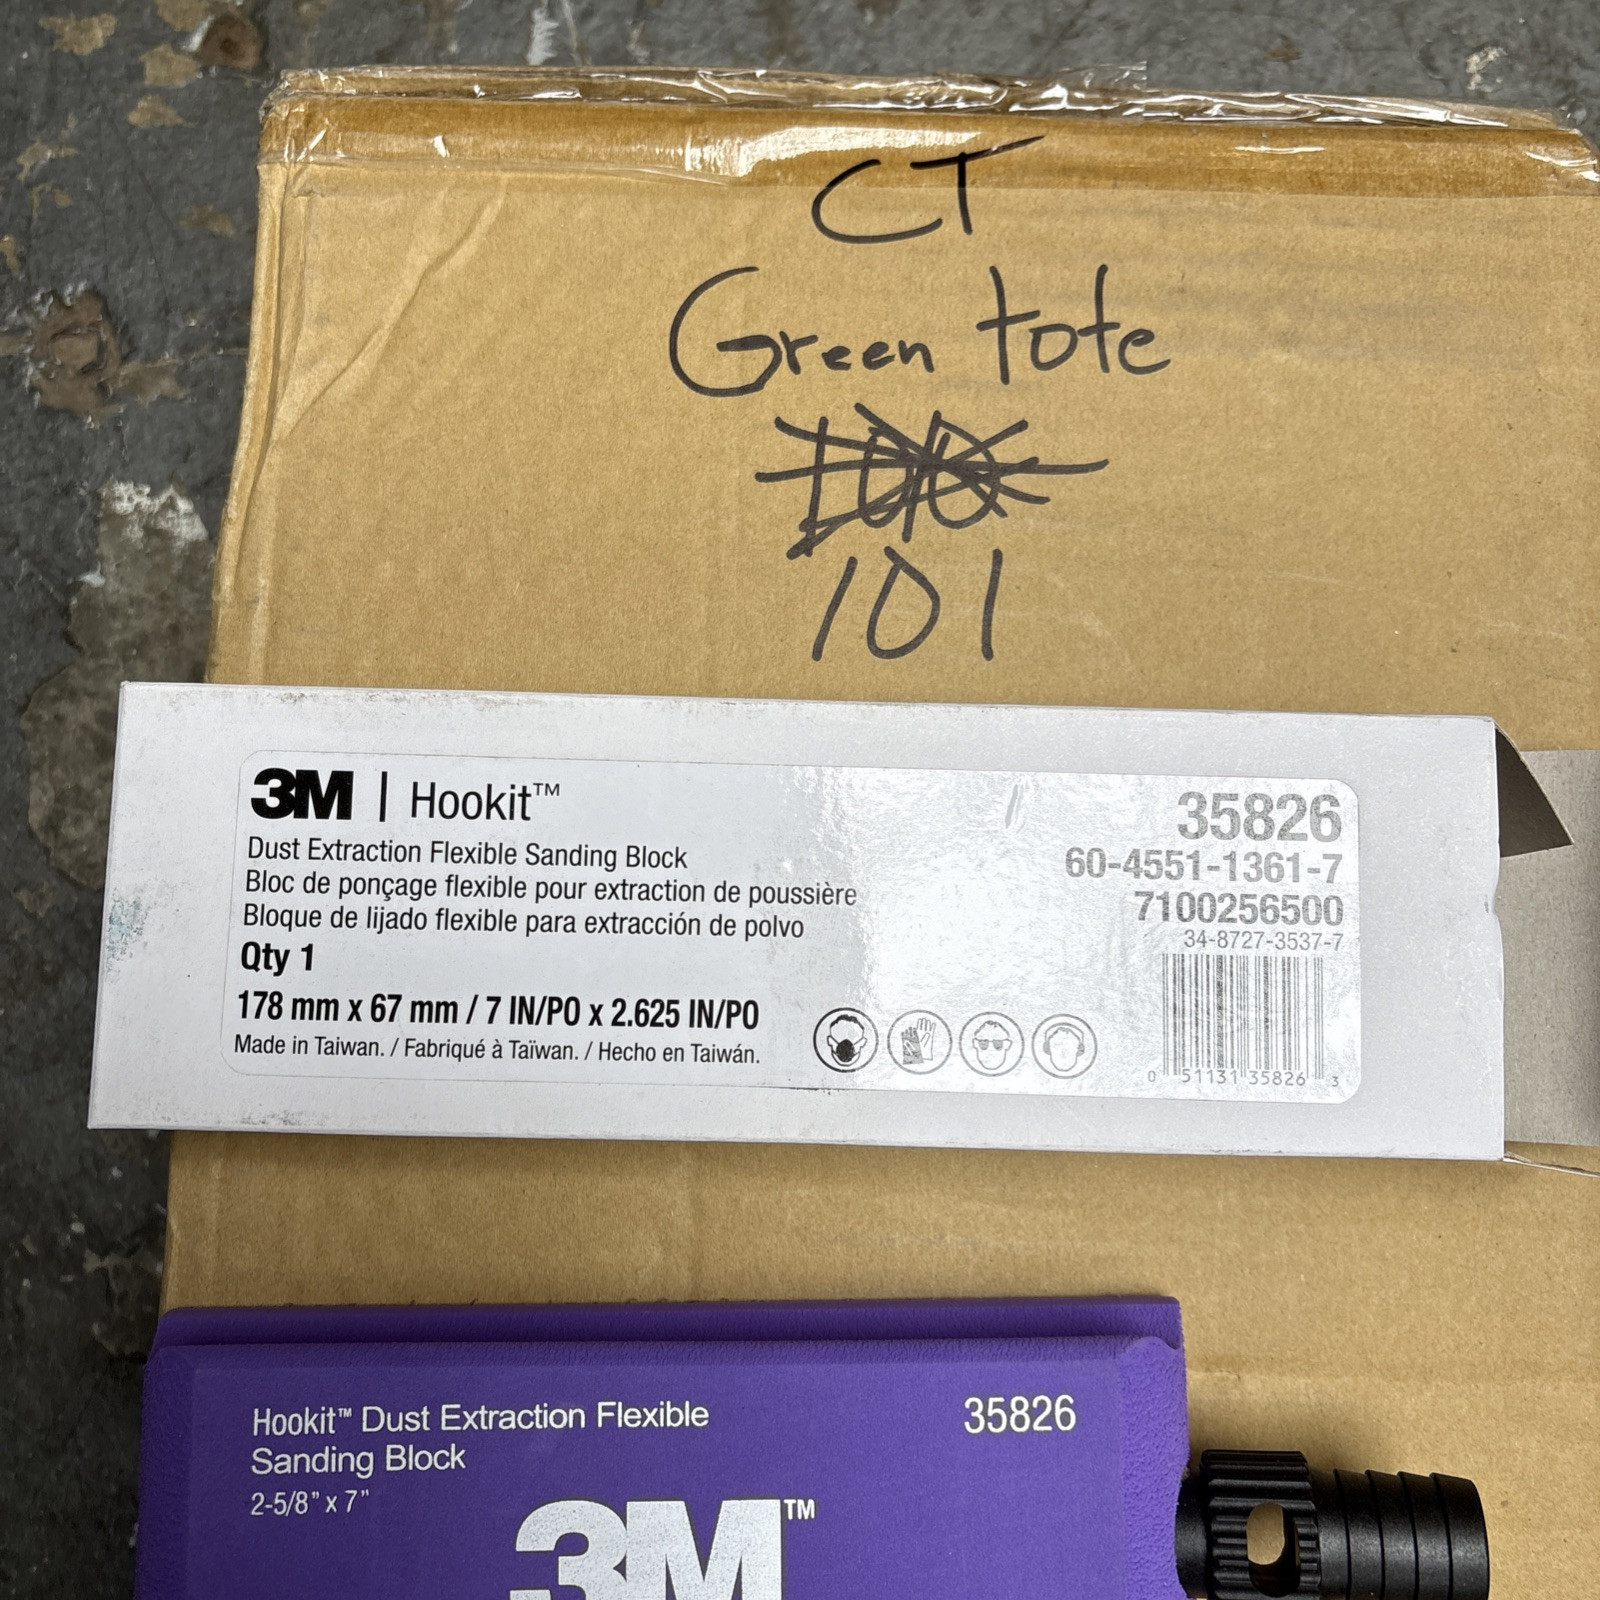 CT
Green tote
101
3M | Hookit™
Dust Extraction Flexible Sanding Block
Bloc de ponçage flexible pour extraction de poussière
Bloque de lijado flexible para extracción de polvo
Qty 1
178 mm x 67 mm / 7 IN/PO x 2.625 IN/PO
Made in Taiwan. / Fabriqué à Taïwan. / Hecho en Taiwán.
35826
60-4551-1361-7
7100256500
34-8727-3537-7
0 51131 35826 3
Hookit™ Dust Extraction Flexible
Sanding Block
2-5/8” x 7”
35826
3M™